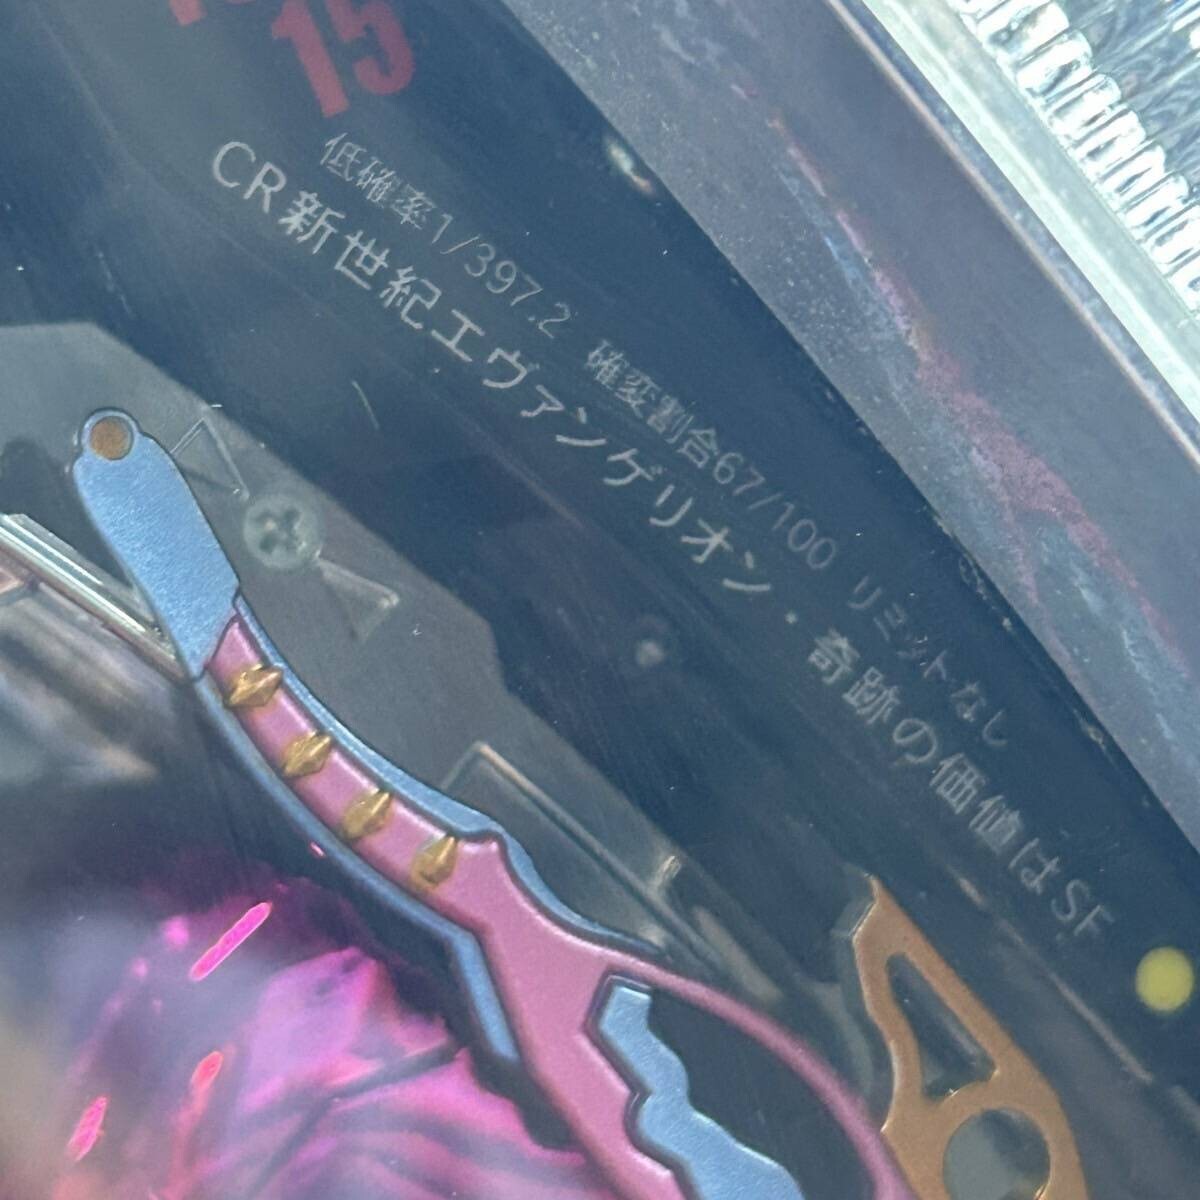 15
低確率1/397.2 確変割合67/100 リミットなし
CR新世紀エヴァンゲリオン・奇跡の価値はSF